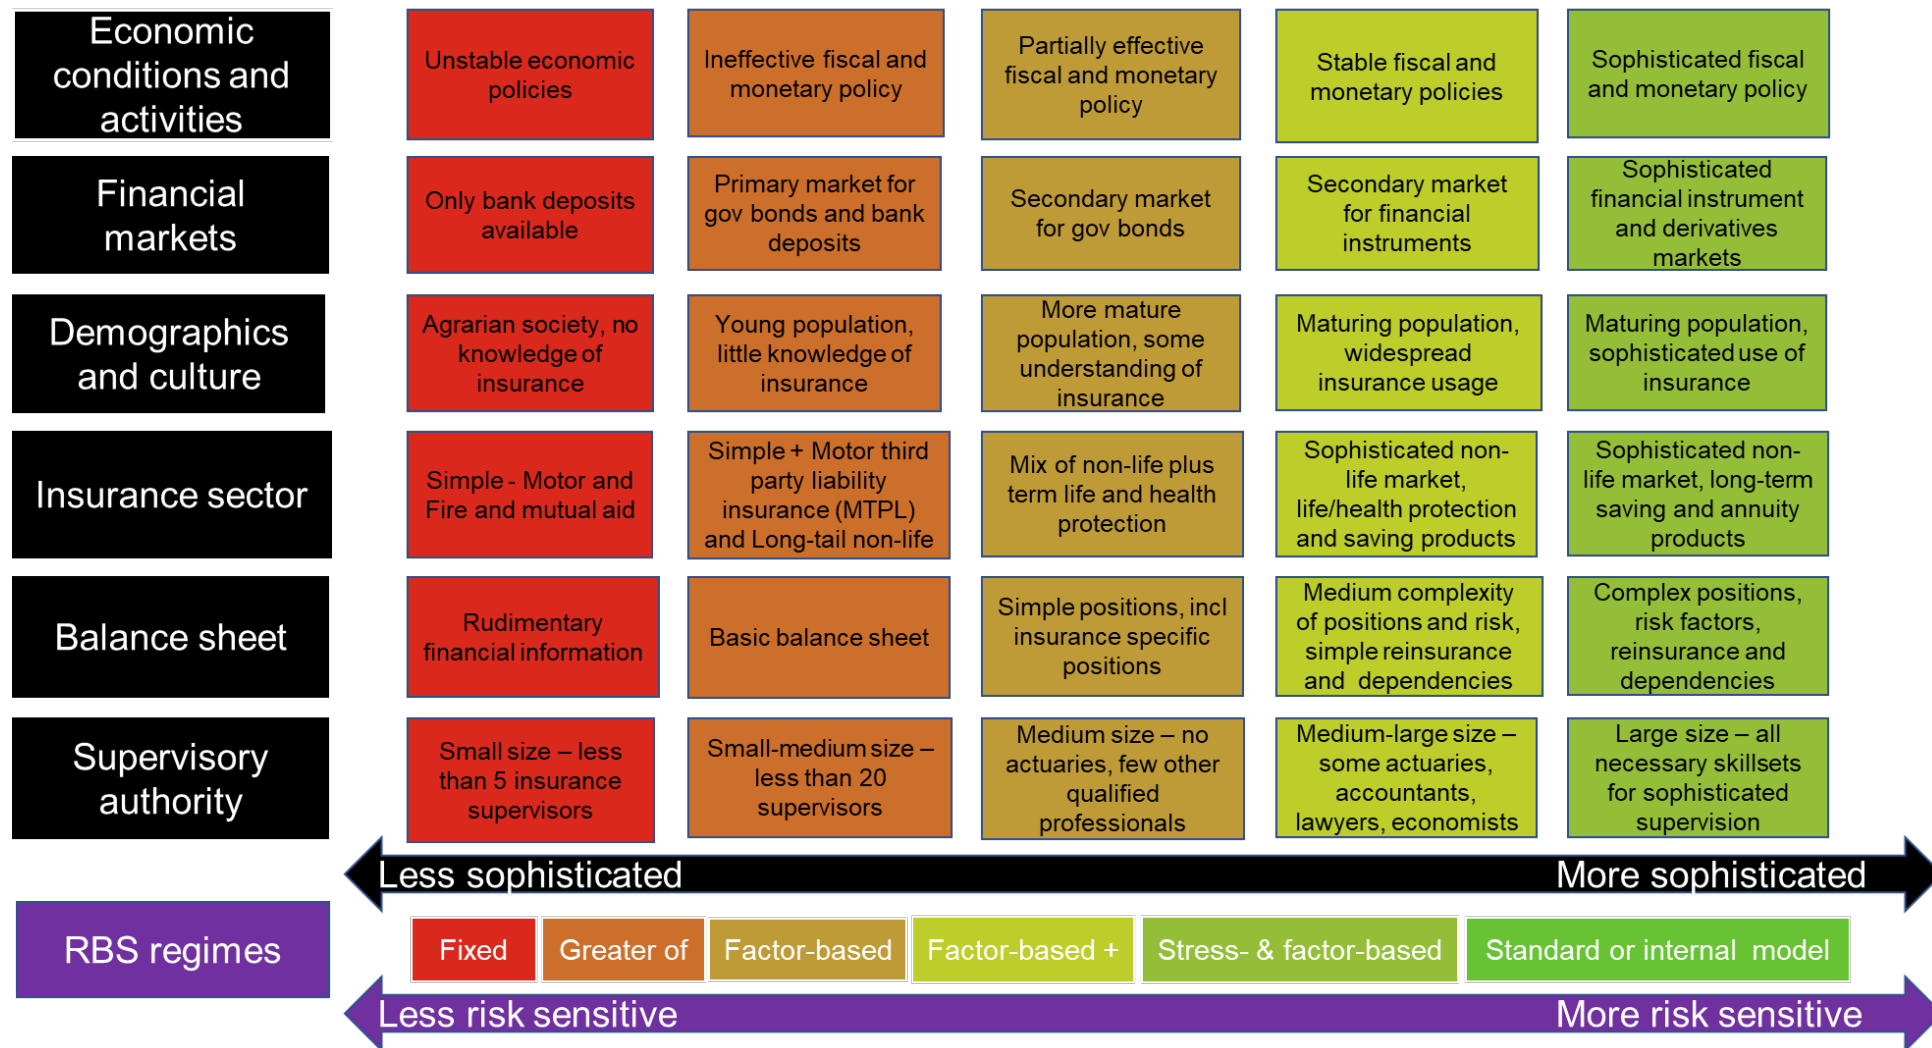 Economic
conditions and
activities
Unstable economic
policies
Ineffective fiscal and
monetary policy
Partially effective
fiscal and monetary
policy
Stable fiscal and
monetary policies
Sophisticated fiscal
and monetary policy
Financial
markets
Only bank deposits
available
Primary market for
gov bonds and bank
deposits
Secondary market
for gov bonds
Secondary market
for financial
instruments
Sophisticated
financial instrument
and derivatives
markets
Demographics
and culture
Agrarian society, no
knowledge of
insurance
Young population,
little knowledge of
insurance
More mature
population, some
understanding of
insurance
Maturing population,
widespread
insurance usage
Maturing population,
sophisticated use of
insurance
Insurance sector
Simple - Motor and
Fire and mutual aid
Simple + Motor third
party liability
insurance (MTPL)
and Long-tail non-life
Mix of non-life plus
term life and health
protection
Sophisticated non-
life market,
life/health protection
and saving products
Sophisticated non-
life market, long-term
saving and annuity
products
Balance sheet
Rudimentary
financial information
Basic balance sheet
Simple positions, incl
insurance specific
positions
Medium complexity
of positions and risk,
simple reinsurance
and dependencies
Complex positions,
risk factors,
reinsurance and
dependencies
Supervisory
authority
Small size – less
than 5 insurance
supervisors
Small-medium size –
less than 20
supervisors
Medium size – no
actuaries, few other
qualified
professionals
Medium-large size –
some actuaries,
accountants,
lawyers, economists
Large size – all
necessary skillsets
for sophisticated
supervision
Less sophisticated
More sophisticated
RBS regimes
Fixed
Greater of
Factor-based
Factor-based +
Stress- & factor-based
Standard or internal model
Less risk sensitive
More risk sensitive